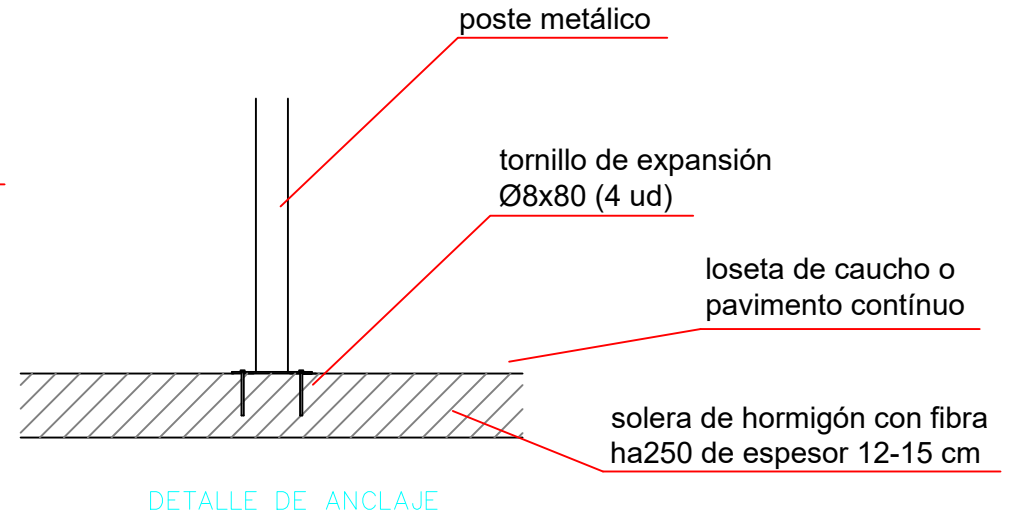 poste metálico
tornillo de expansión
Ø8x80 (4 ud)
loseta de caucho o
pavimento contínuo
solera de hormigón con fibra
ha250 de espesor 12-15 cm
DETALLE DE ANCLAJE